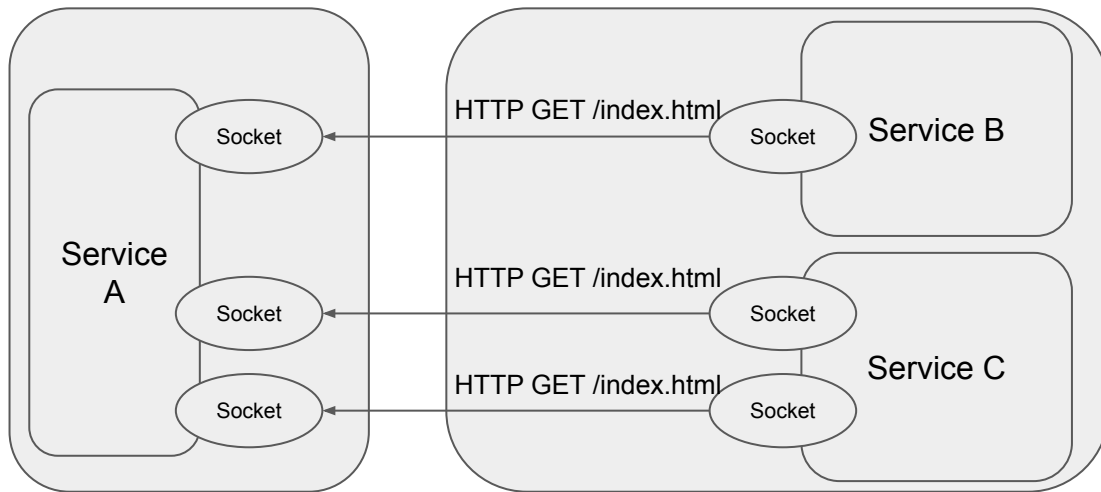 HTTP GET /index.html
Socket
Socket
Service B
Service
A
HTTP GET /index.html
Socket
Socket
Service C
HTTP GET /index.html
Socket
Socket